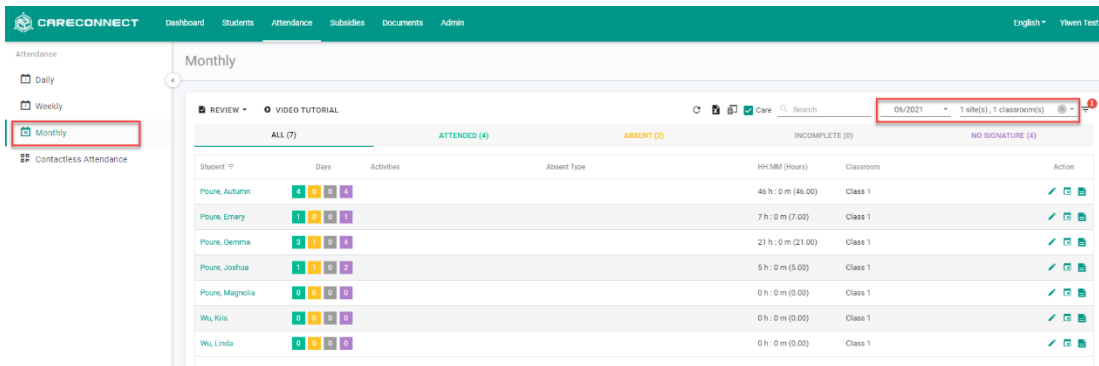 CARECONNECT Dashboard Students Attendance Subsidies Documents Admin English Yiwen Test
Attendance
Daily
Weekly
Monthly
Contactless Attendance
Monthly
REVIEW VIDEO TUTORIAL Care Search 06/2021 1 site(s), 1 classroom(s) 1
ALL (7) ATTENDED (4) ABSENT (2) INCOMPLETE (0) NO SIGNATURE (4)
Student Days Activities Absent Type HH:MM (Hours) Classroom Action
Poure, Autumn 4 0 0 4 46 h : 0 m (46.00) Class 1
Poure, Emery 1 0 0 1 7 h : 0 m (7.00) Class 1
Poure, Gemma 3 1 0 4 21 h : 0 m (21.00) Class 1
Poure, Joshua 1 1 0 2 5 h : 0 m (5.00) Class 1
Poure, Magnolia 0 0 0 0 0 h : 0 m (0.00) Class 1
Wu, Kris 0 0 0 0 0 h : 0 m (0.00) Class 1
Wu, Linda 0 0 0 0 0 h : 0 m (0.00) Class 1